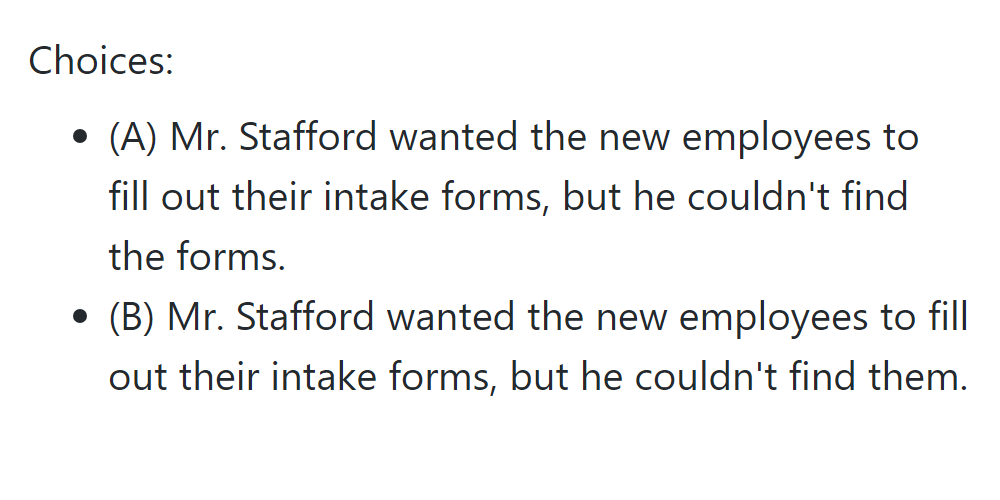 Choices:
• (A) Mr. Stafford wanted the new employees to
fill out their intake forms, but he couldn't find
the forms.
• (B) Mr. Stafford wanted the new employees to fill
out their intake forms, but he couldn't find them.